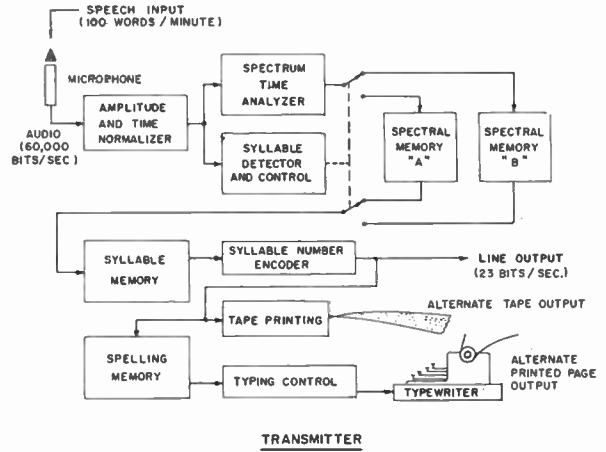 SPEECH INPUT
(100 WORDS / MINUTE)
MICROPHONE
AUDIO
(60,000
BITS/SEC)
AMPLITUDE
AND TIME
NORMALIZER
SPECTRUM
TIME
ANALYZER
SYLLABLE
DETECTOR
AND CONTROL
SPECTRAL
MEMORY
"A"
SPECTRAL
MEMORY
"B"
SYLLABLE
MEMORY
SYLLABLE NUMBER
ENCODER
LINE OUTPUT
(23 BITS / SEC.)
TAPE PRINTING
ALTERNATE TAPE OUTPUT
SPELLING
MEMORY
TYPING CONTROL
TYPEWRITER
ALTERNATE
PRINTED PAGE
OUTPUT
TRANSMITTER